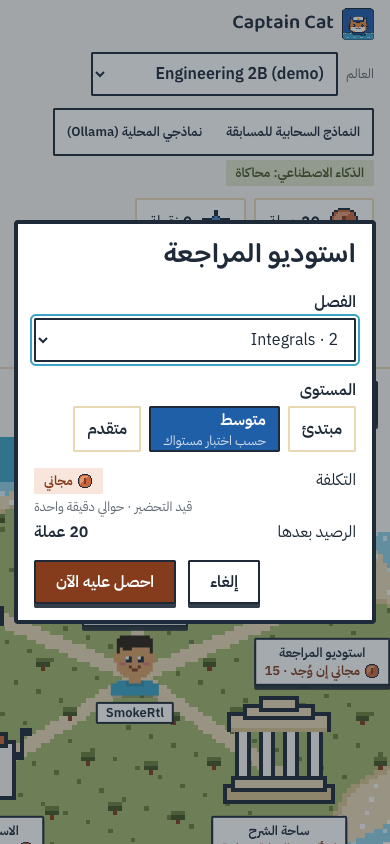 Captain Cat
العالم
Engineering 2B (demo)
النماذج السحابية للمسابقة
نماذجي المحلية (Ollama)
الذكاء الاصطناعي: محاكاة
استوديو المراجعة
الفصل
Integrals · 2
المستوى
مبتدئ
متوسط
حسب اختبار مستواك
متقدم
التكلفة
مجاني
قيد التحضير · حوالي دقيقة واحدة
الرصيد بعدها
20 عملة
إلغاء
احصل عليه الآن
استوديو المراجعة
مجاني إن وُجد · 15
SmokeRtl
ساحة الشرح